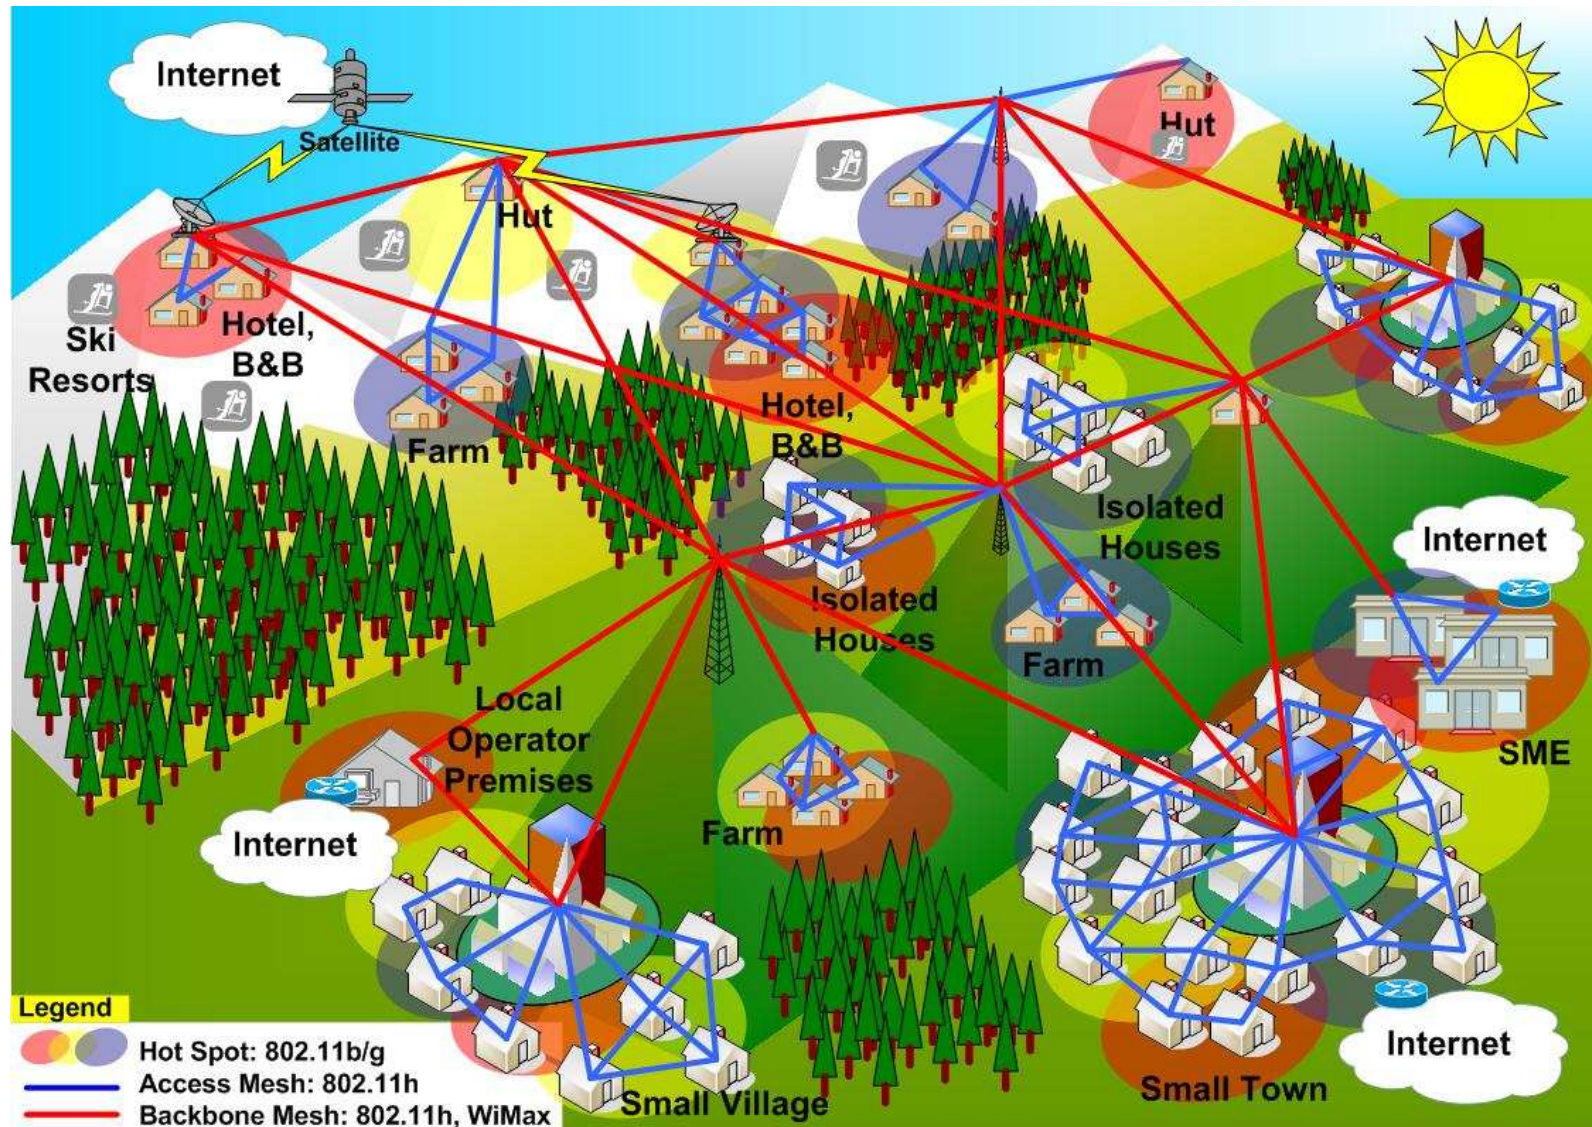 Internet
Satellite
Hut
Hut
Ski
Resorts
Hotel,
B&B
Farm
Hotel,
B&B
Isolated
Houses
Isolated
Houses
Internet
Farm
SME
Local
Operator
Premises
Internet
Farm
Internet
Small Town
Small Village
Legend
Hot Spot: 802.11b/g
Access Mesh: 802.11h
Backbone Mesh: 802.11h, WiMax